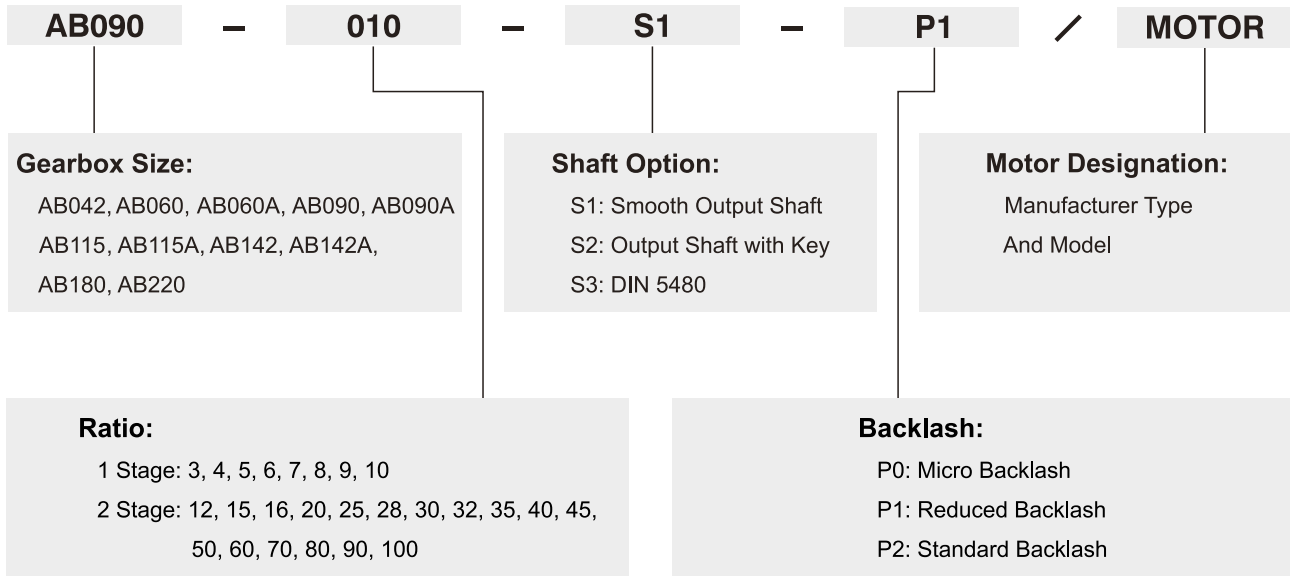 AB090 – 010 – S1 – P1 / MOTOR
Gearbox Size:
AB042, AB060, AB060A, AB090, AB090A
AB115, AB115A, AB142, AB142A,
AB180, AB220
Shaft Option:
S1: Smooth Output Shaft
S2: Output Shaft with Key
S3: DIN 5480
Motor Designation:
Manufacturer Type
And Model
Ratio:
1 Stage: 3, 4, 5, 6, 7, 8, 9, 10
2 Stage: 12, 15, 16, 20, 25, 28, 30, 32, 35, 40, 45,
50, 60, 70, 80, 90, 100
Backlash:
P0: Micro Backlash
P1: Reduced Backlash
P2: Standard Backlash